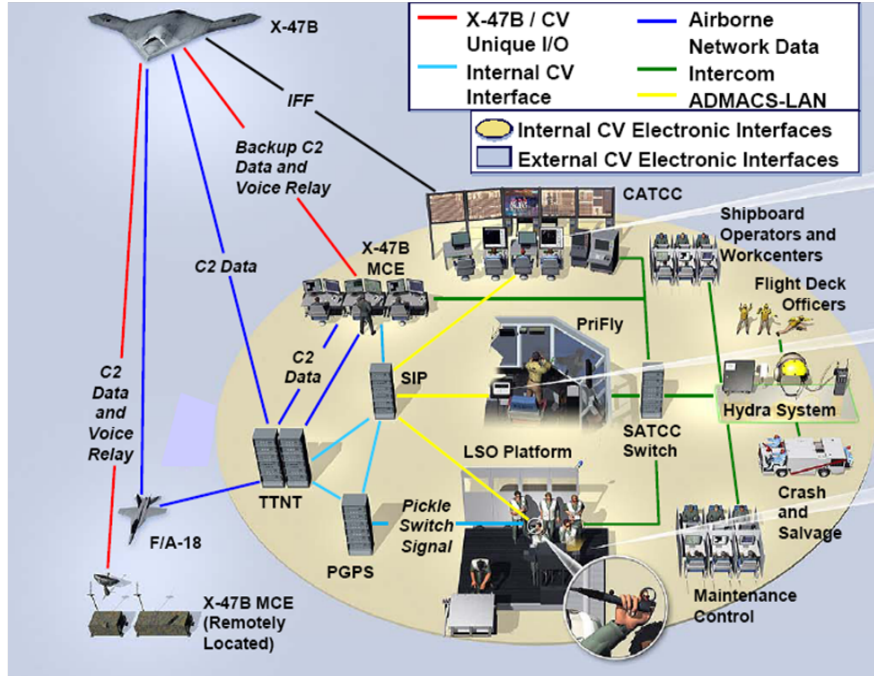 X-47B
X-47B / CV
Unique I/O
Internal CV
Interface
Airborne
Network Data
Intercom
ADMACS-LAN
Internal CV Electronic Interfaces
External CV Electronic Interfaces
IFF
Backup C2
Data and
Voice Relay
CATCC
Shipboard
Operators and
Workcenters
X-47B
MCE
C2 Data
Flight Deck
Officers
PriFly
C2
Data
SIP
C2
Data
and
Voice
Relay
Hydra System
SATCC
Switch
LSO Platform
TTNT
Pickle
Switch
Signal
Crash
and
Salvage
F/A-18
PGPS
X-47B MCE
(Remotely
Located)
Maintenance
Control